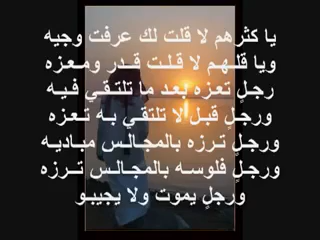 يا كثرهم لا قلت لك عرفت وجيه
ويا قلهم لا قلت قدر ومعزه
رجلٍ تعزه بعد ما تلتقي فيه
ورجلٍ قبل لا تلتقي به تعزه
ورجلٍ ترزه بالمجالس مباديه
ورجلٍ فلوسه بالمجالس ترزه
ورجلٍ يموت ولا يجيبو